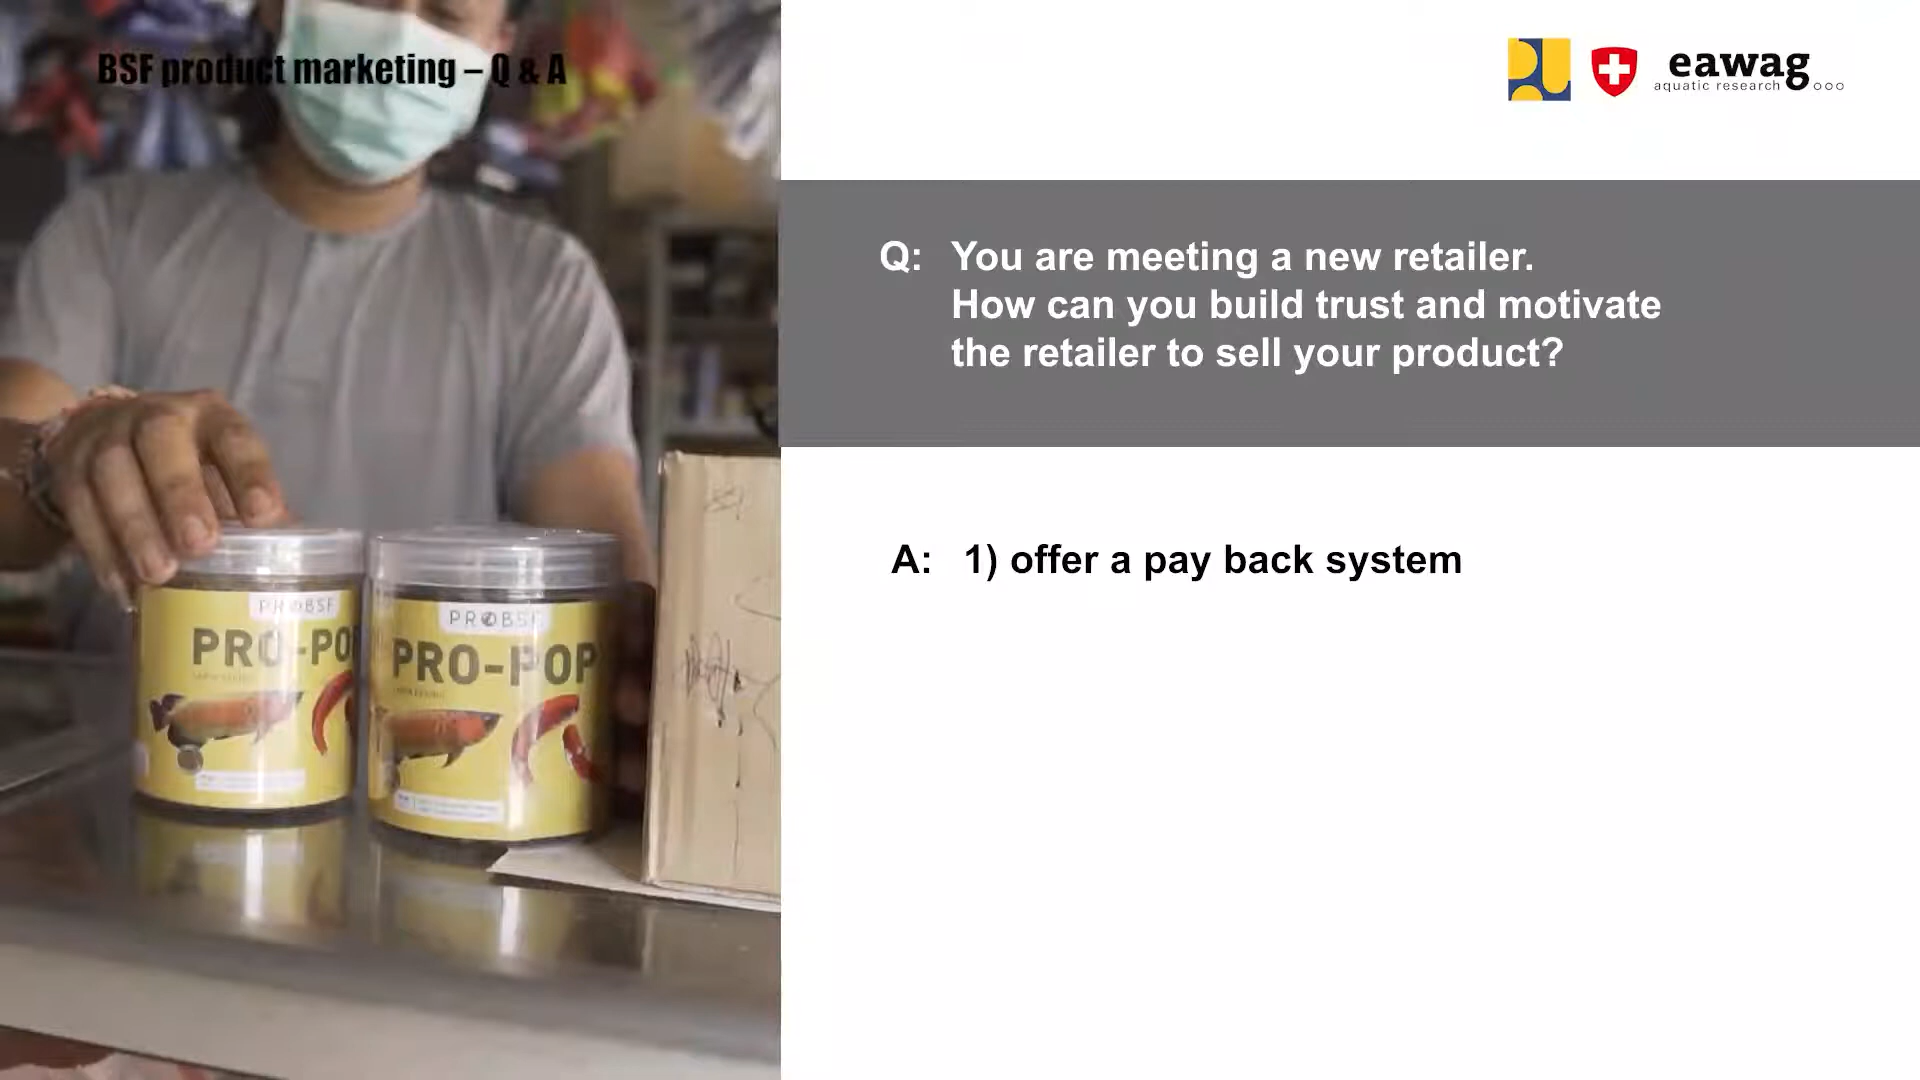 BSF product marketing – Q & A
eawag
aquatic research
Q: You are meeting a new retailer.
How can you build trust and motivate
the retailer to sell your product?
A: 1) offer a pay back system
PROBSF
PRO-PO
PROBSF
PRO-POP